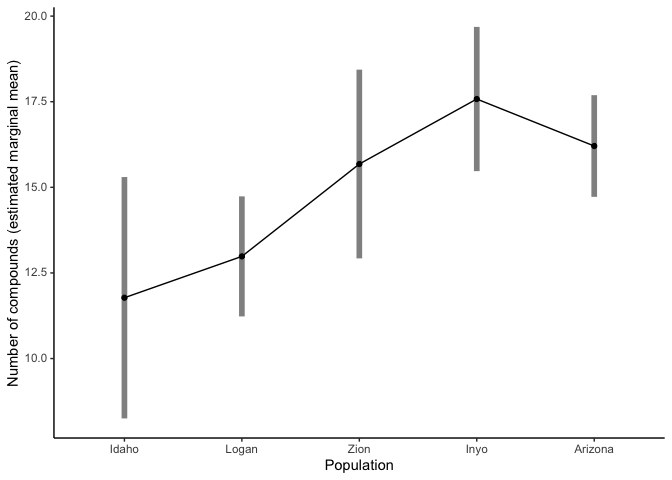 Number of compounds (estimated marginal mean)
20.0
17.5
15.0
12.5
10.0
Idaho Logan Zion Inyo Arizona
Population